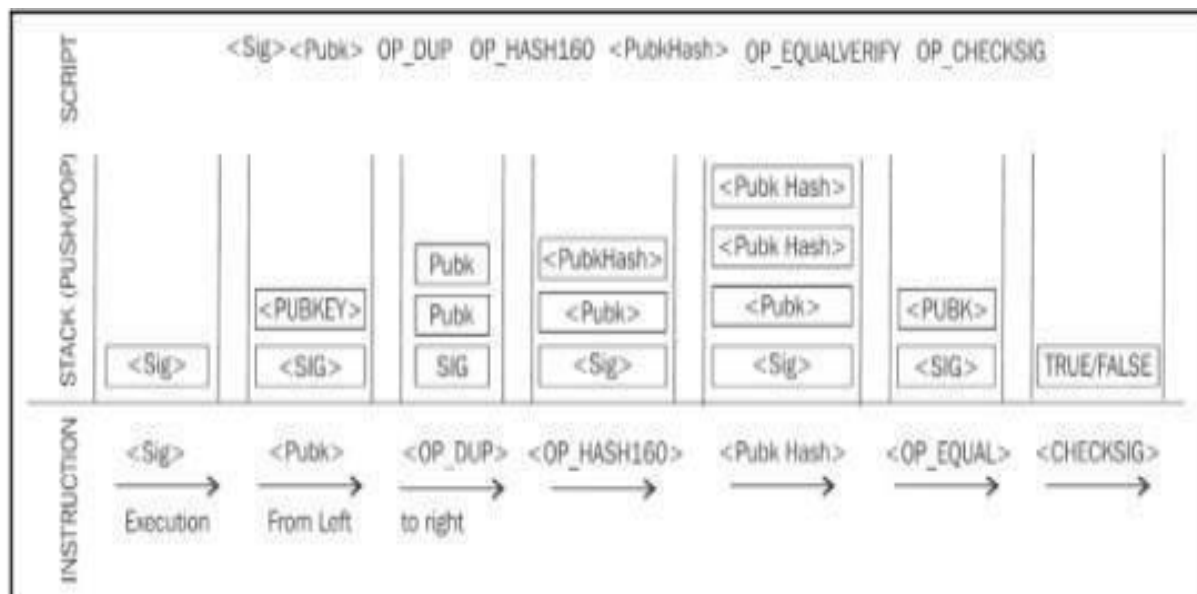 SCRIPT
<Sig> <Pubk> OP_DUP OP_HASH160 <PubkHash> OP_EQUALVERIFY OP_CHECKSIG
STACK (PUSH/POP)
<Sig>
<PUBKEY>
<SIG>
Pubk
Pubk
SIG
<PubkHash>
<Pubk>
<Sig>
<Pubk Hash>
<Pubk Hash>
<Pubk>
<Sig>
<PUBK>
<SIG>
TRUE/FALSE
INSTRUCTION
<Sig> <Pubk> <OP_DUP> <OP_HASH160> <Pubk Hash> <OP_EQUAL> <CHECKSIG>
Execution From Left to right